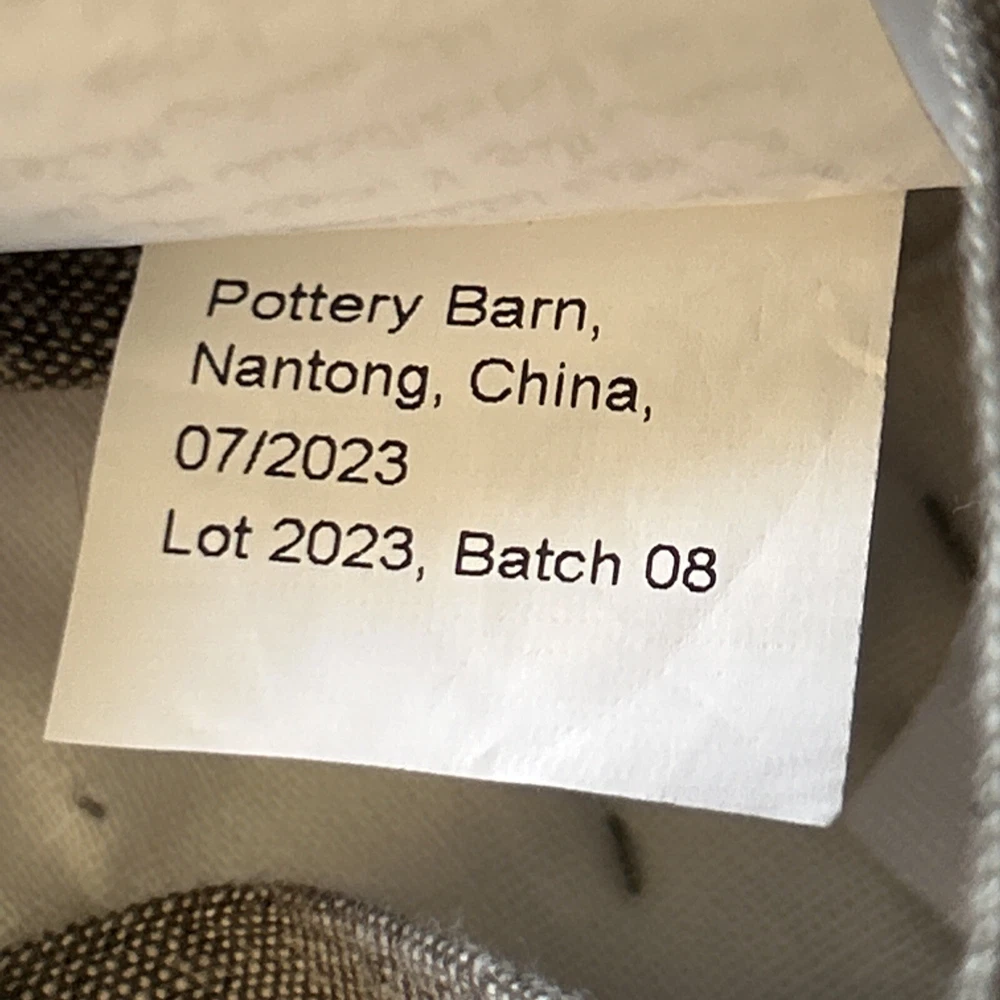 Pottery Barn,
Nantong, China,
07/2023
Lot 2023, Batch 08